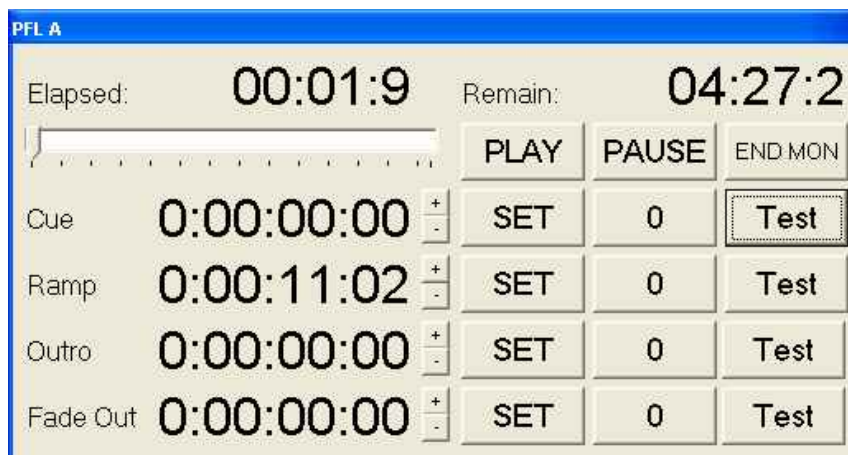 PFL A
Elapsed: 00:01:9 Remain: 04:27:2
PLAY PAUSE END MON
Cue 0:00:00:00 + - SET 0 Test
Ramp 0:00:11:02 + - SET 0 Test
Outro 0:00:00:00 + - SET 0 Test
Fade Out 0:00:00:00 + - SET 0 Test